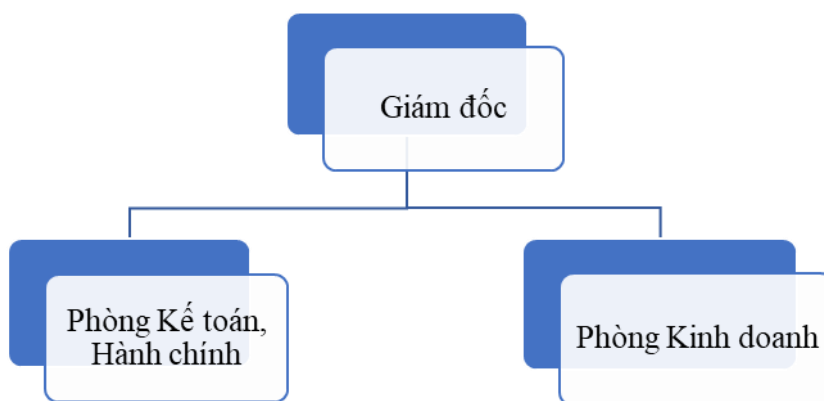 Giám đốc
Phòng Kế toán,
Hành chính
Phòng Kinh doanh